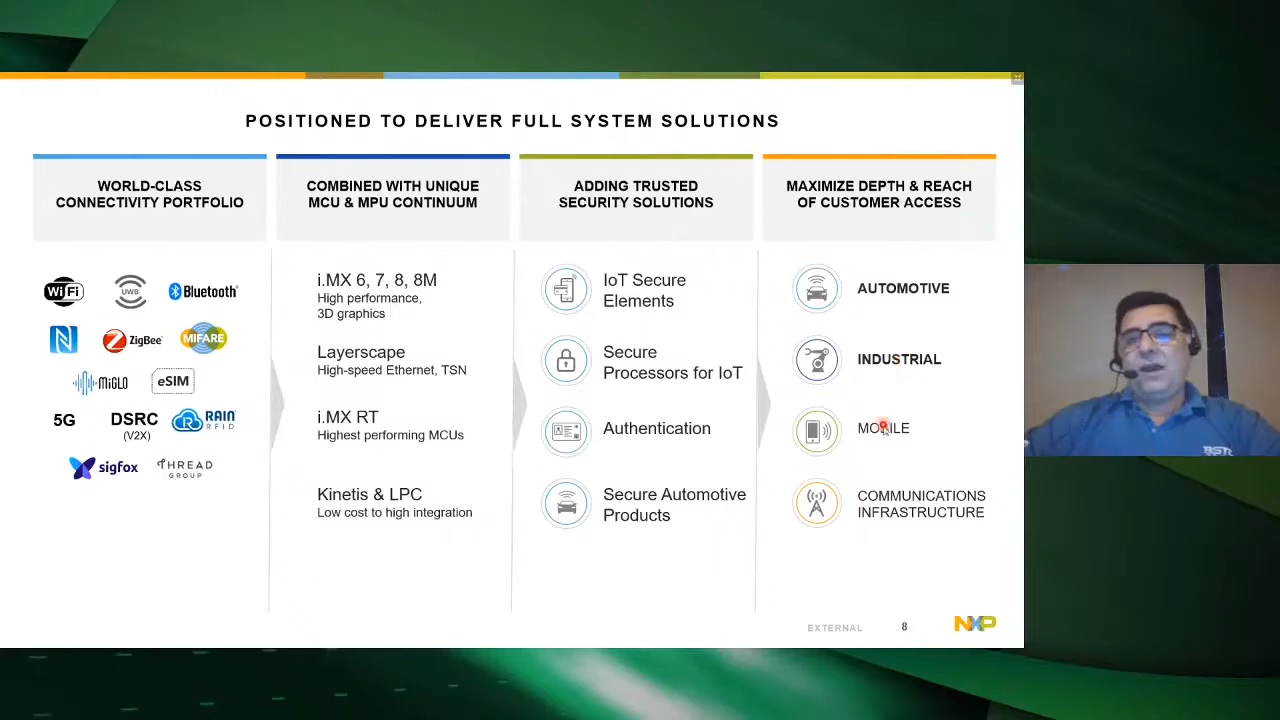 POSITIONED TO DELIVER FULL SYSTEM SOLUTIONS
WORLD-CLASS
CONNECTIVITY PORTFOLIO
WiFi
UWB
Bluetooth®
ZigBee
MIFARE
MiGLO
eSIM
5G
DSRC
(V2X)
RAIN
RFID
sigfox
THREAD
GROUP
COMBINED WITH UNIQUE
MCU & MPU CONTINUUM
i.MX 6, 7, 8, 8M
High performance,
3D graphics
Layerscape
High-speed Ethernet, TSN
i.MX RT
Highest performing MCUs
Kinetis & LPC
Low cost to high integration
ADDING TRUSTED
SECURITY SOLUTIONS
IoT Secure
Elements
Secure
Processors for IoT
Authentication
Secure Automotive
Products
MAXIMIZE DEPTH & REACH
OF CUSTOMER ACCESS
AUTOMOTIVE
INDUSTRIAL
MOBILE
COMMUNICATIONS
INFRASTRUCTURE
EXTERNAL
8
NXP